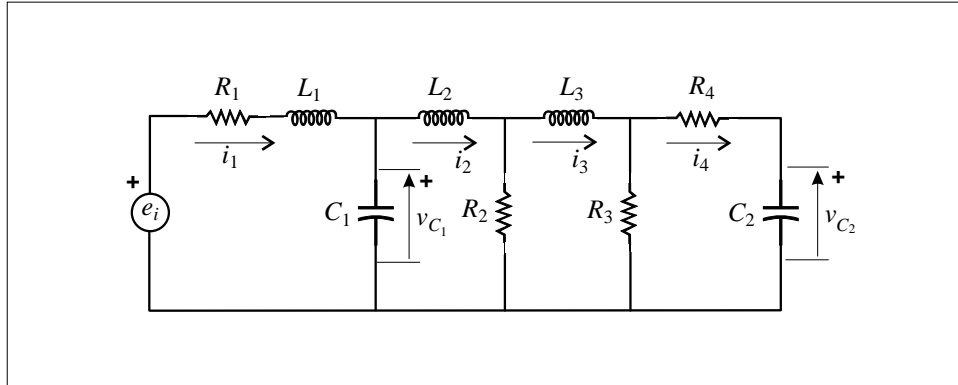 R1 L1 L2 L3 R4
i1 i2 i3 i4
+ + +
ei C1 vC1 R2 R3 C2 vC2